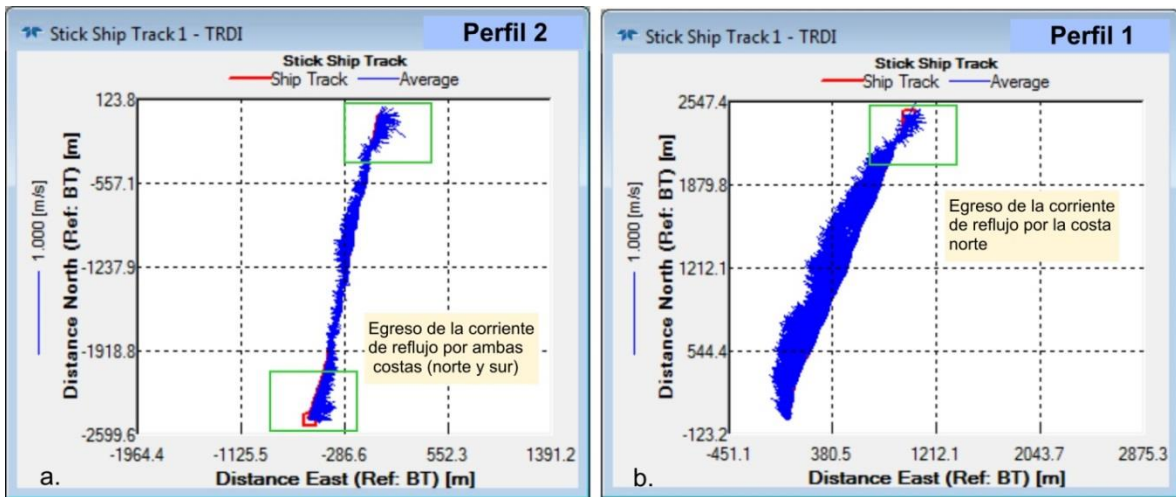 Stick Ship Track 1 - TRDI
Perfil 2
Stick Ship Track
Ship Track
Average
123.8
-557.1
-1237.9
-1918.8
-2599.6
1.000 [m/s]
Distance North (Ref: BT) [m]
Egreso de la corriente
de reflujo por ambas
costas (norte y sur)
-1964.4
-1125.5
-286.6
552.3
1391.2
Distance East (Ref: BT) [m]
a.
Stick Ship Track 1 - TRDI
Perfil 1
Stick Ship Track
Ship Track
Average
2547.4
1879.8
1212.1
544.4
-123.2
1.000 [m/s]
Distance North (Ref: BT) [m]
Egreso de la corriente
de reflujo por la costa
norte
-451.1
380.5
1212.1
2043.7
2875.3
Distance East (Ref: BT) [m]
b.